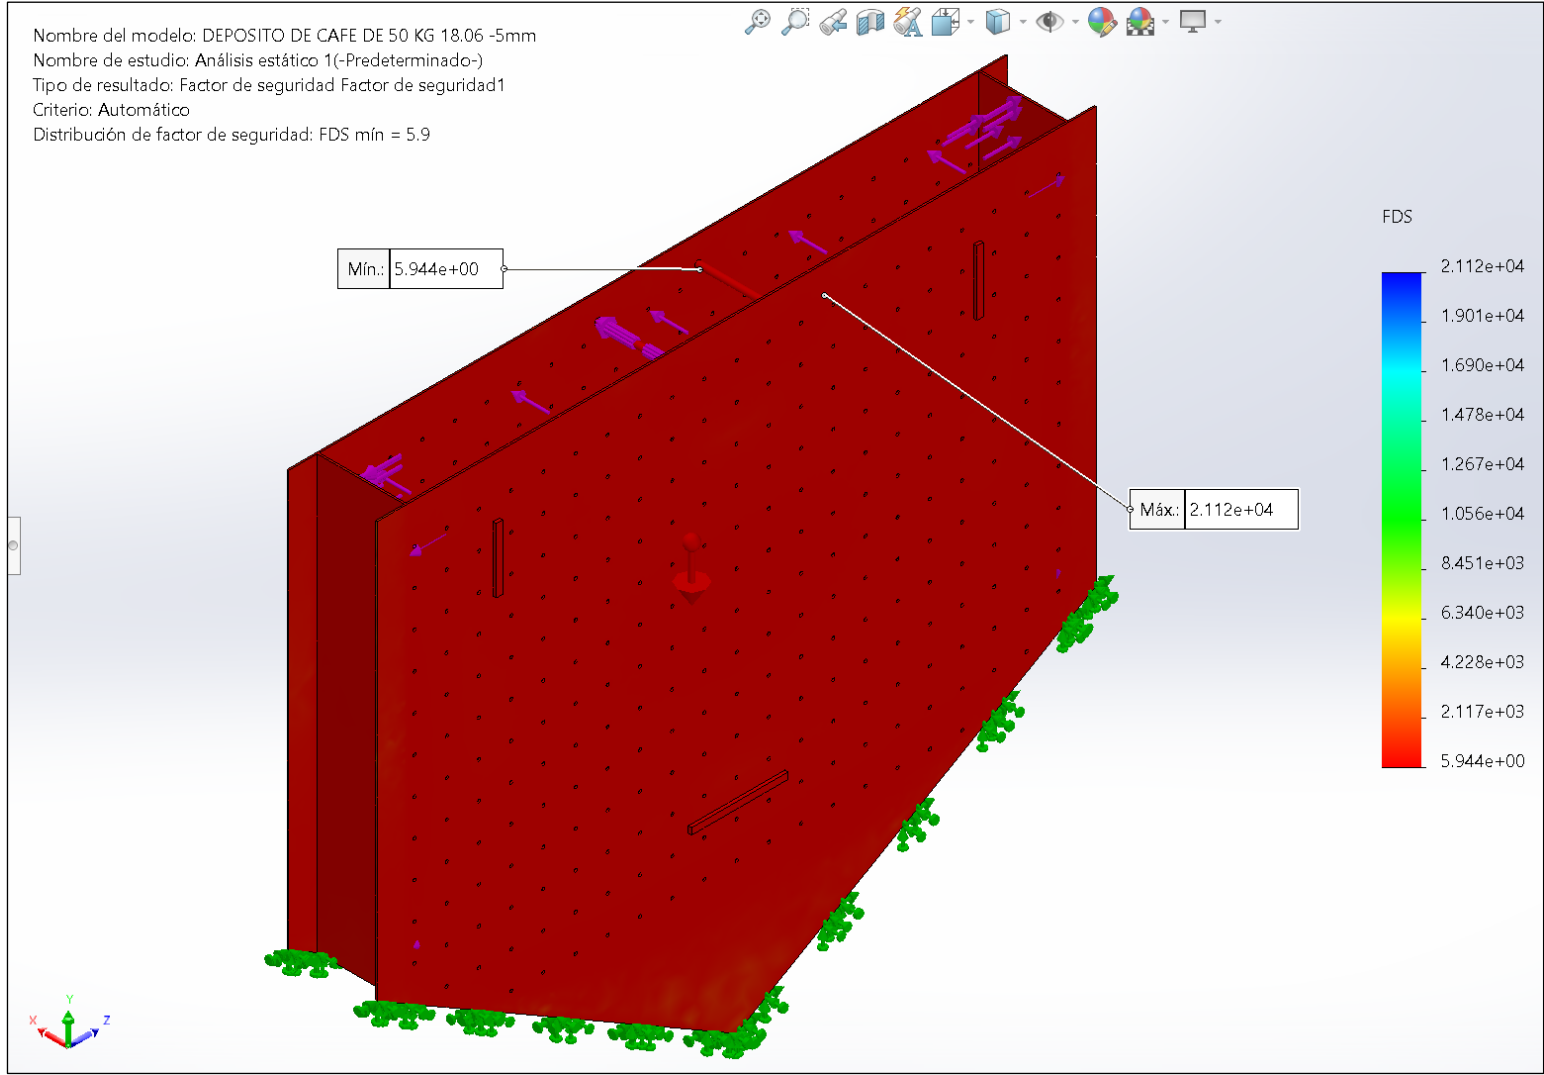 Nombre del modelo: DEPOSITO DE CAFE DE 50 KG 18.06 -5mm
Nombre de estudio: Análisis estático 1(-Predeterminado-)
Tipo de resultado: Factor de seguridad Factor de seguridad1
Criterio: Automático
Distribución de factor de seguridad: FDS mín = 5.9
FDS
Mín.: 5.944e+00
2.112e+04
1.901e+04
1.690e+04
1.478e+04
1.267e+04
Máx.: 2.112e+04
1.056e+04
8.451e+03
6.340e+03
4.228e+03
2.117e+03
5.944e+00
Y
X Z